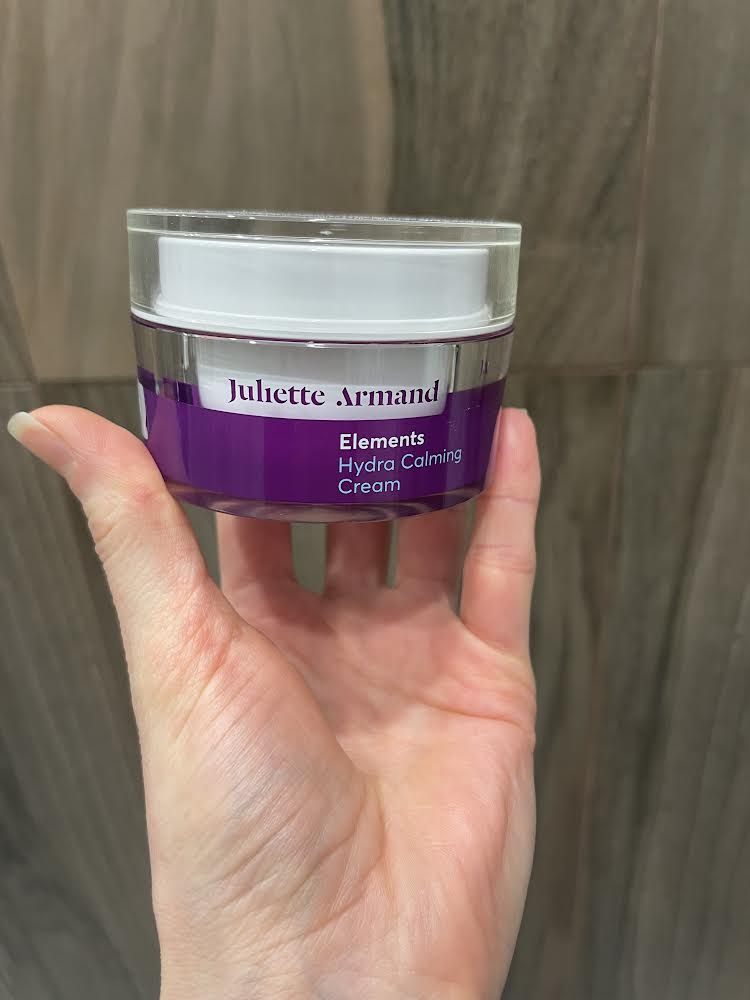 Juliette Armand
Elements
Hydra Calming
Cream